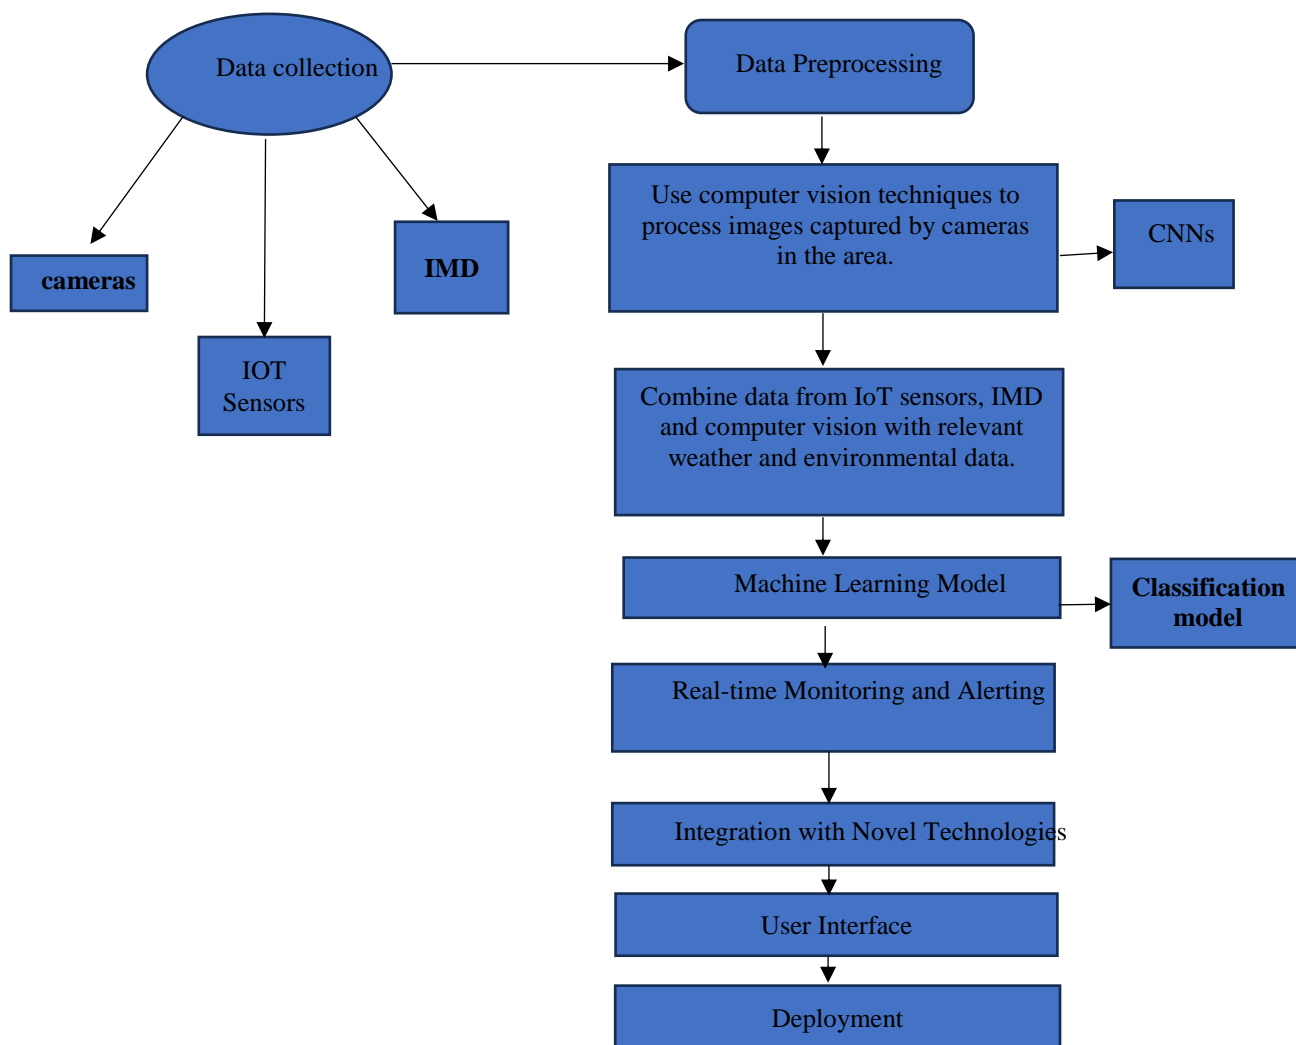 Data collection
Data Preprocessing
Use computer vision techniques to
process images captured by cameras
in the area.
CNNs
cameras
IMD
IOT
Sensors
Combine data from IoT sensors, IMD
and computer vision with relevant
weather and environmental data.
Machine Learning Model
Classification
model
Real-time Monitoring and Alerting
Integration with Novel Technologies
User Interface
Deployment